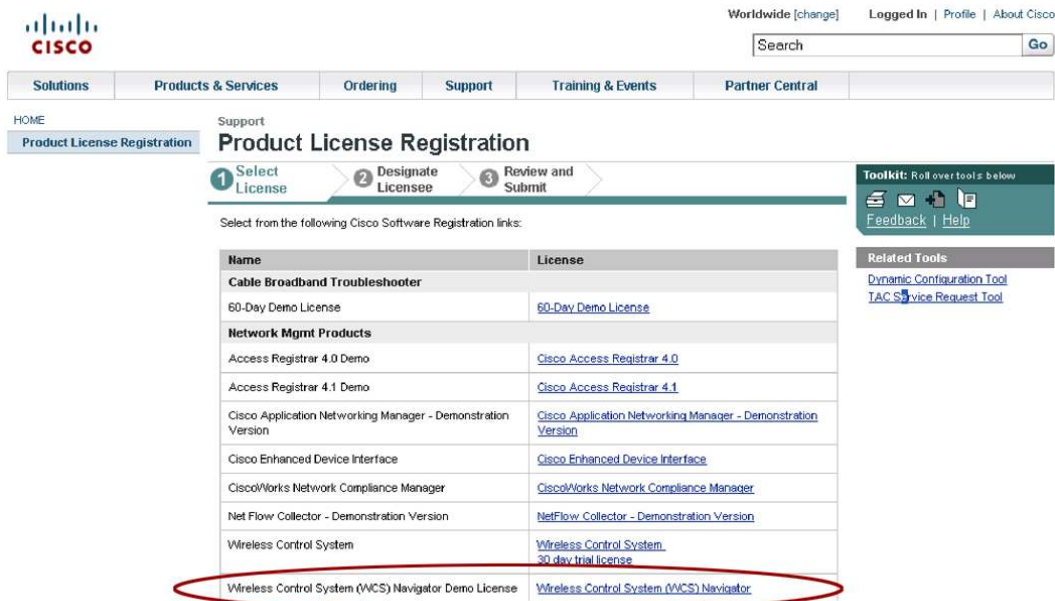 Worldwide [change] Logged In | Profile | About Cisco
CISCO
Search Go
Solutions Products & Services Ordering Support Training & Events Partner Central
HOME
Product License Registration
Support
Product License Registration
1 Select License 2 Designate Licensee 3 Review and Submit
Toolkit: Roll over tools below
Feedback | Help
Select from the following Cisco Software Registration links:
Related Tools
Dynamic Configuration Tool
TAC Service Request Tool
Name License
Cable Broadband Troubleshooter
60-Day Demo License 60-Day Demo License
Network Mgmt Products
Access Registrar 4.0 Demo Cisco Access Registrar 4.0
Access Registrar 4.1 Demo Cisco Access Registrar 4.1
Cisco Application Networking Manager - Demonstration Version Cisco Application Networking Manager - Demonstration Version
Cisco Enhanced Device Interface Cisco Enhanced Device Interface
CiscoWorks Network Compliance Manager CiscoWorks Network Compliance Manager
Net Flow Collector - Demonstration Version NetFlow Collector - Demonstration Version
Wireless Control System Wireless Control System
30 day trial license
Wireless Control System (WCS) Navigator Demo License Wireless Control System (WCS) Navigator